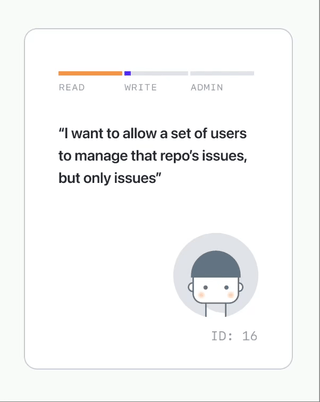 READ WRITE ADMIN
“I want to allow a set of users
to manage that repo’s issues,
but only issues”
ID: 16